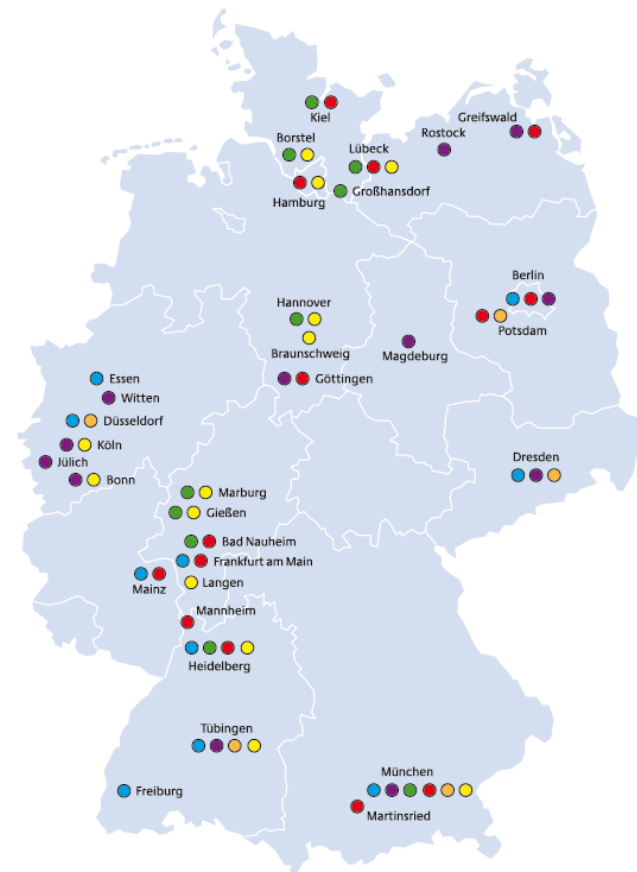 Kiel
Greifswald
Rostock
Borstel
Lübeck
Großhansdorf
Hamburg
Berlin
Potsdam
Hannover
Braunschweig
Magdeburg
Göttingen
Essen
Witten
Düsseldorf
Köln
Jülich
Bonn
Dresden
Marburg
Gießen
Bad Nauheim
Frankfurt am Main
Mainz
Langen
Mannheim
Heidelberg
Tübingen
Freiburg
München
Martinsried